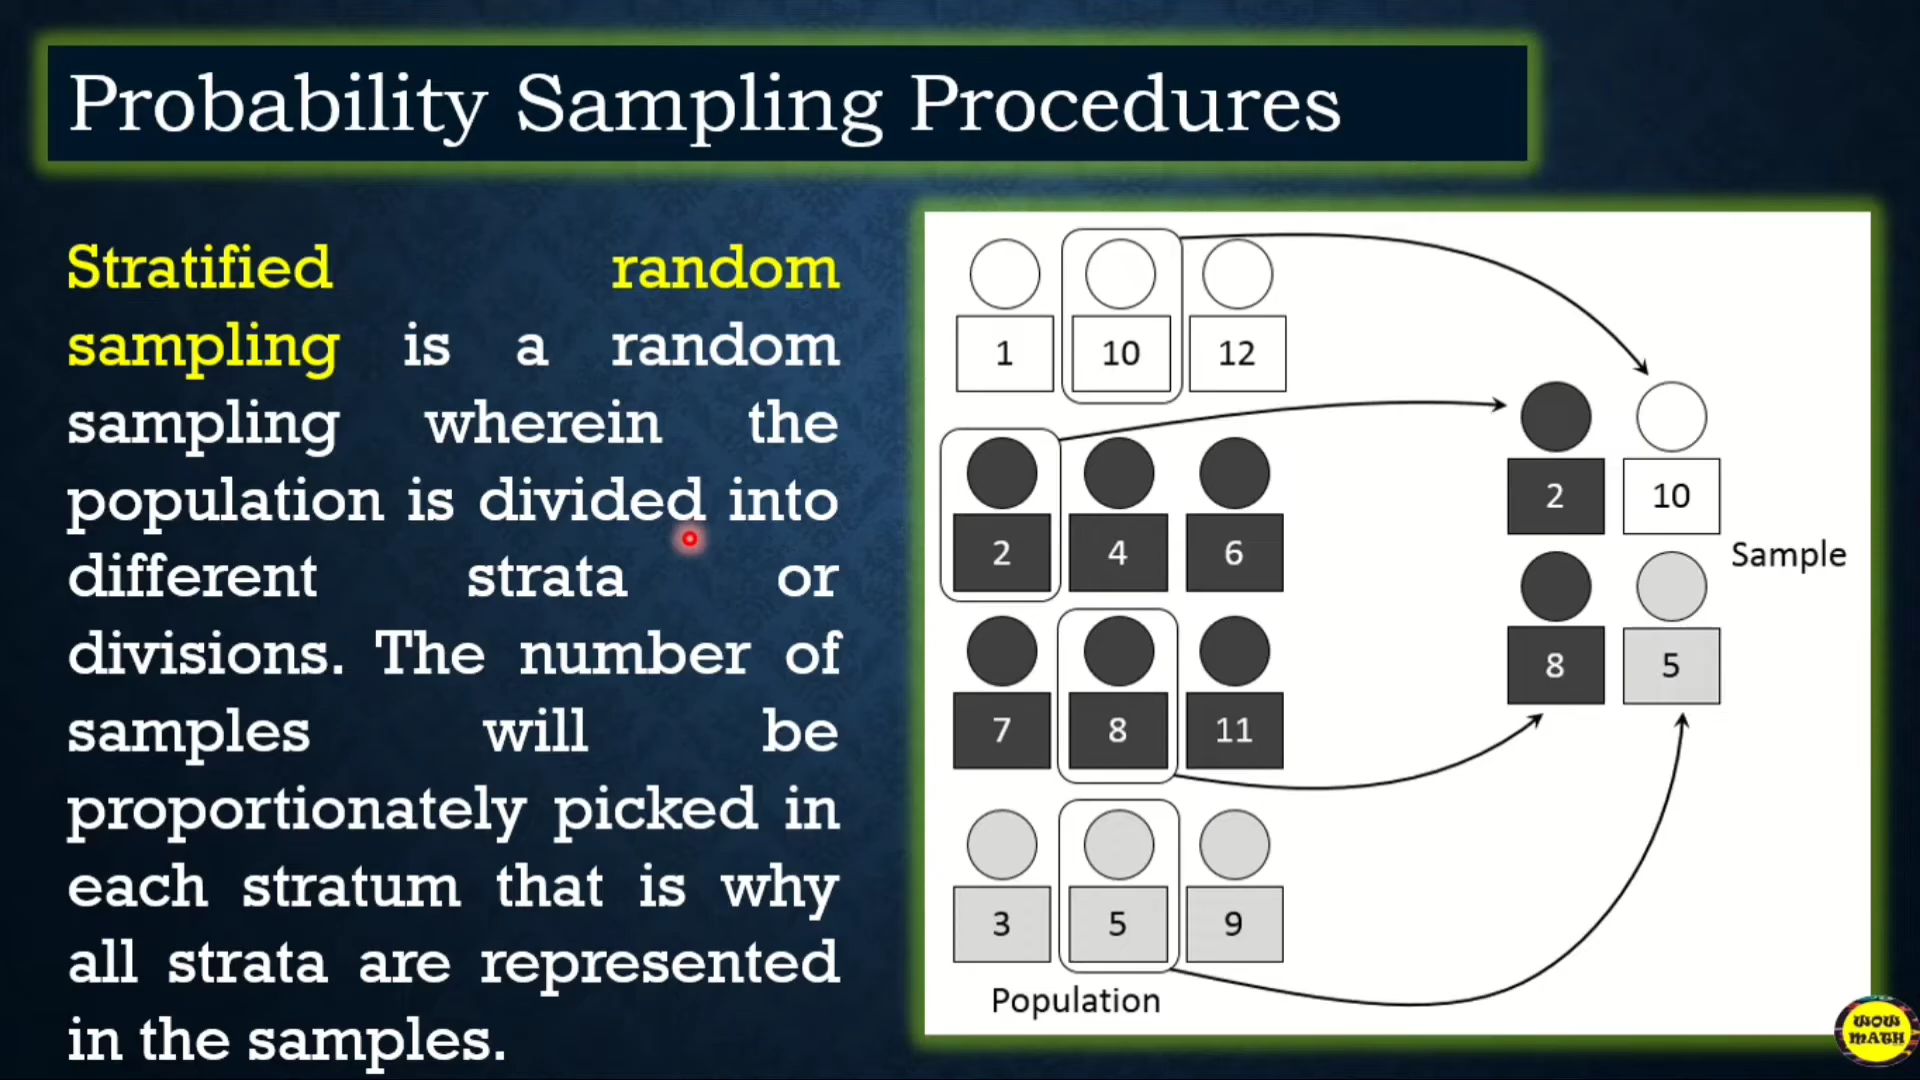 Probability Sampling Procedures
Stratified random
sampling is a random
sampling wherein the
population is divided into
different strata or
divisions. The number of
samples will be
proportionately picked in
each stratum that is why
all strata are represented
in the samples.
1 10 12
2 4 6
7 8 11
3 5 9
Population
2 10
8 5
Sample
WOW
MATH